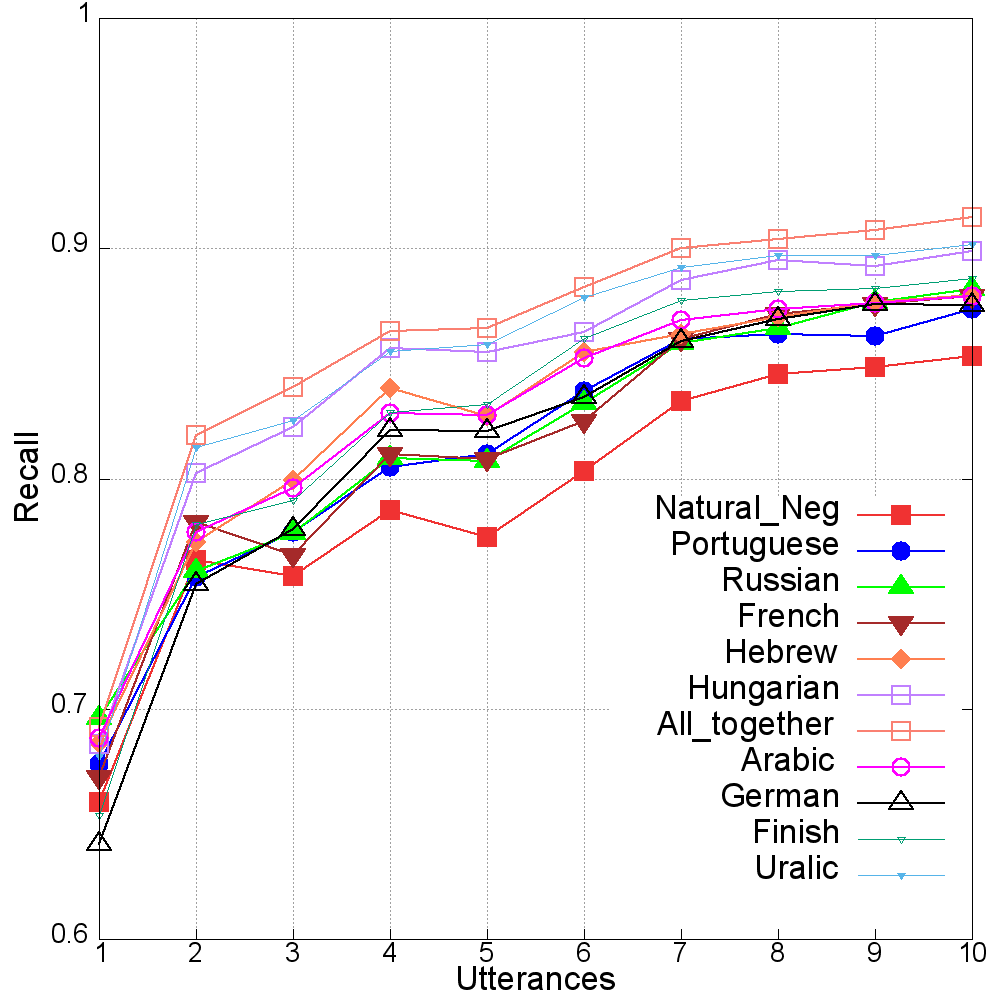 1
0.9
0.8
0.7
0.6
Recall
1 2 3 4 5 6 7 8 9 10
Utterances
Natural_Neg
Portuguese
Russian
French
Hebrew
Hungarian
All_together
Arabic
German
Finish
Uralic